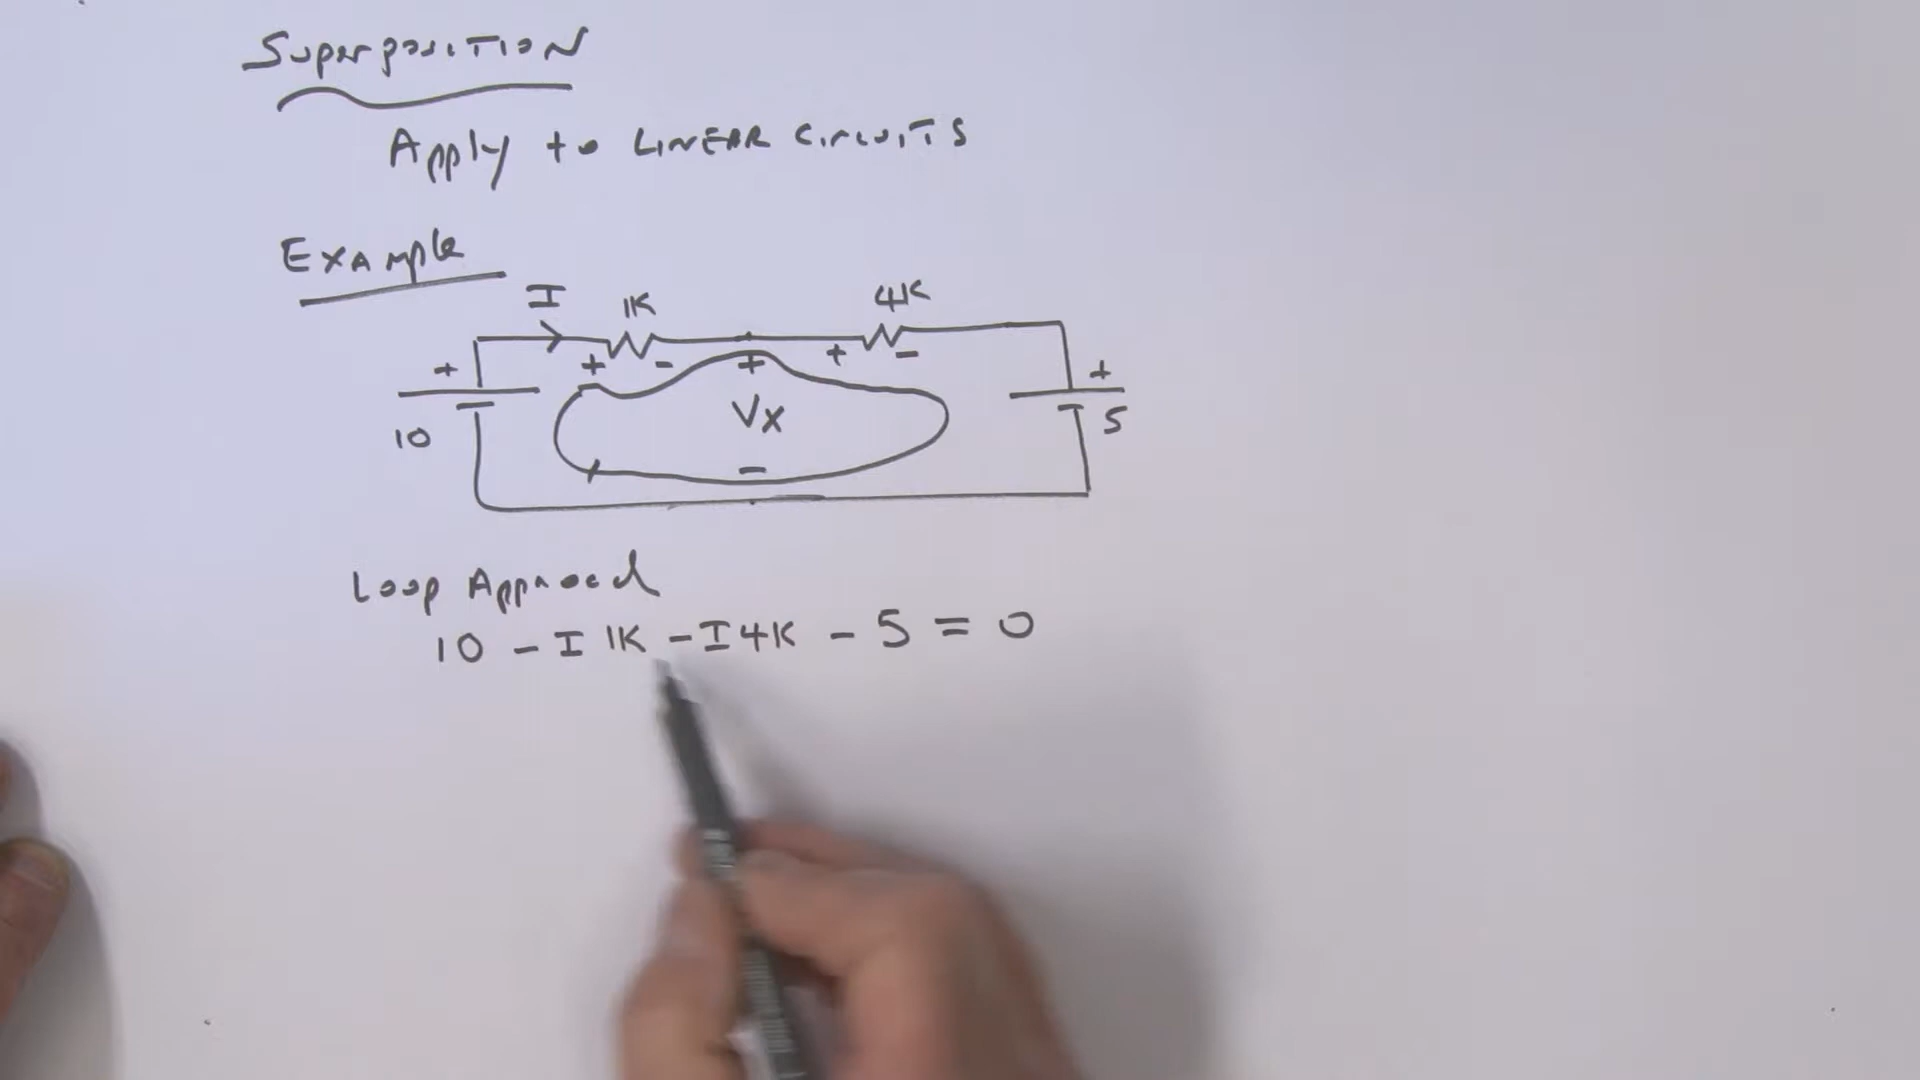 Superposition
Apply to LINEAR CIRCUITS
Example
I 1K 4K
+ - + + -
+ 10 Vx + 5
-
Loop Approach
10 - I 1K - I 4K - 5 = 0